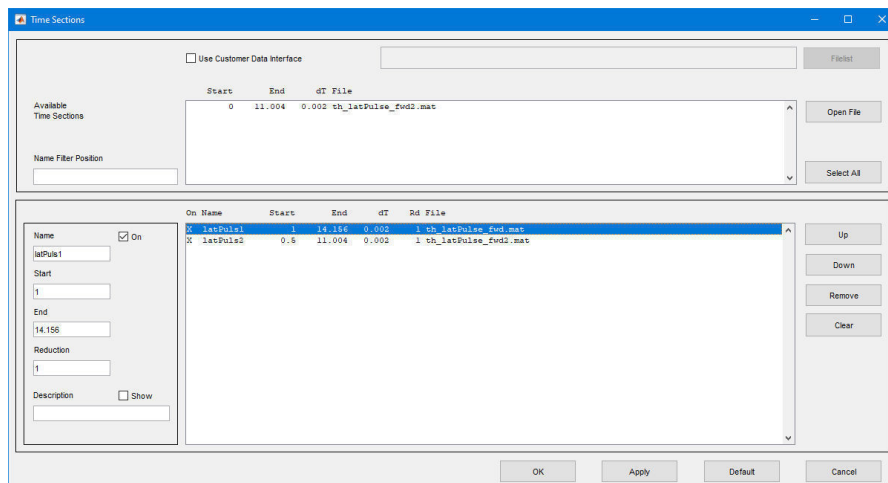 Time Sections
Use Customer Data Interface
Filelist
Start End dT File
Available
Time Sections
0 11.004 0.002 th_latPulse_fwd2.mat
Open File
Name Filter Position
Select All
On Name Start End dT Rd File
Name On
X latPuls1 1 14.156 0.002 1 th_latPulse_fwd.mat
Up
X latPuls2 0.5 11.004 0.002 1 th_latPulse_fwd2.mat
latPuls1
Start
Down
1
Remove
End
14.156
Clear
Reduction
1
Description Show
OK Apply Default Cancel